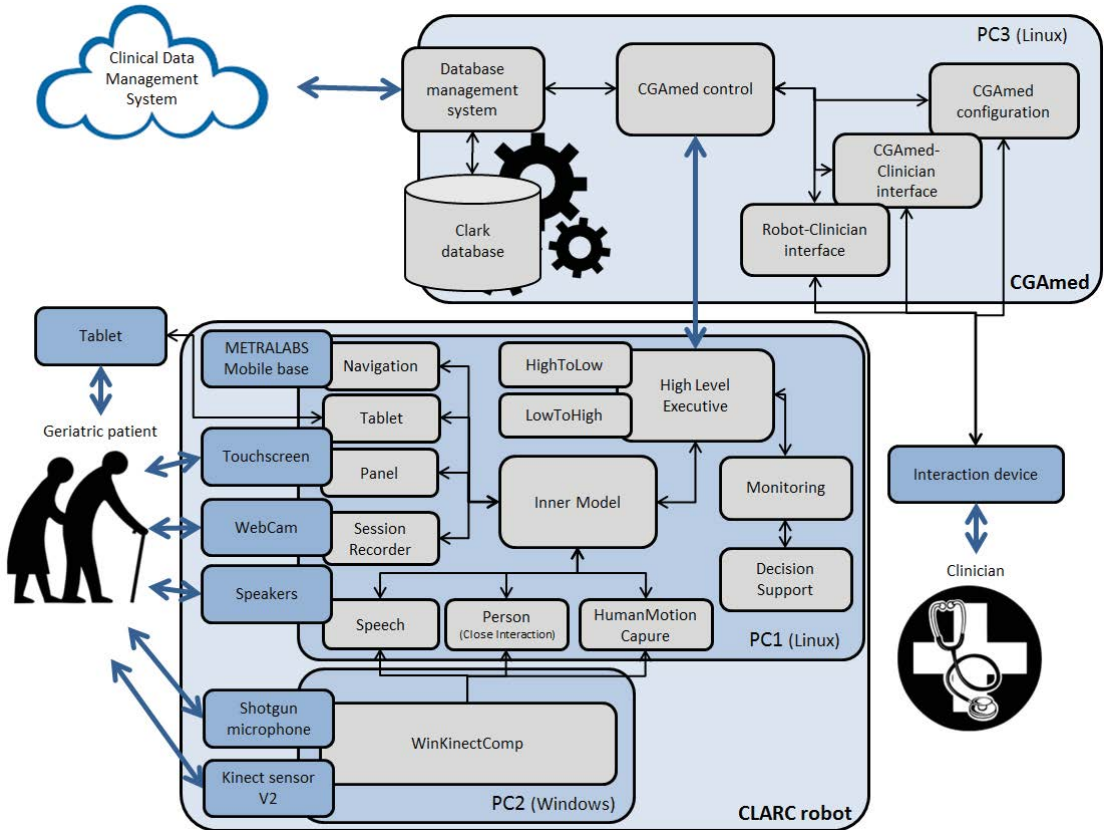 Clinical Data
Management
System
PC3 (Linux)
Database
management
system
CGAmed control
CGAmed
configuration
CGAmed-
Clinician
interface
Robot-Clinician
interface
Clark
database
CGAmed
Tablet
Geriatric patient
METRALABS
Mobile base
Navigation
HighToLow
High Level
Executive
Tablet
LowToHigh
Touchscreen
Panel
Inner Model
Monitoring
Interaction device
WebCam
Session
Recorder
Speakers
Decision
Support
Clinician
Speech
Person
(Close Interaction)
HumanMotion
Capure
PC1 (Linux)
Shotgun
microphone
WinKinectComp
Kinect sensor
V2
PC2 (Windows)
CLARC robot